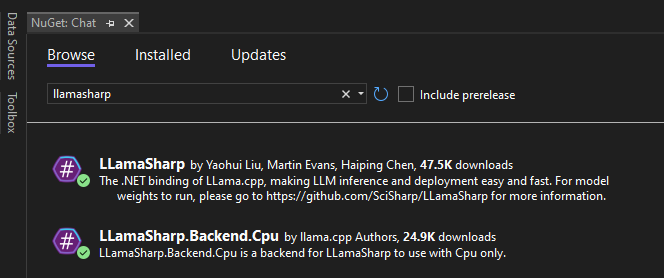 Data Sources
Toolbox
NuGet: Chat
Browse
Installed
Updates
llamasharp
Include prerelease
LLamaSharp by Yaohui Liu, Martin Evans, Haiping Chen, 47.5K downloads
The .NET binding of LLama.cpp, making LLM inference and deployment easy and fast. For model
weights to run, please go to https://github.com/SciSharp/LLamaSharp for more information.
LLamaSharp.Backend.Cpu by llama.cpp Authors, 24.9K downloads
LLamaSharp.Backend.Cpu is a backend for LLamaSharp to use with Cpu only.